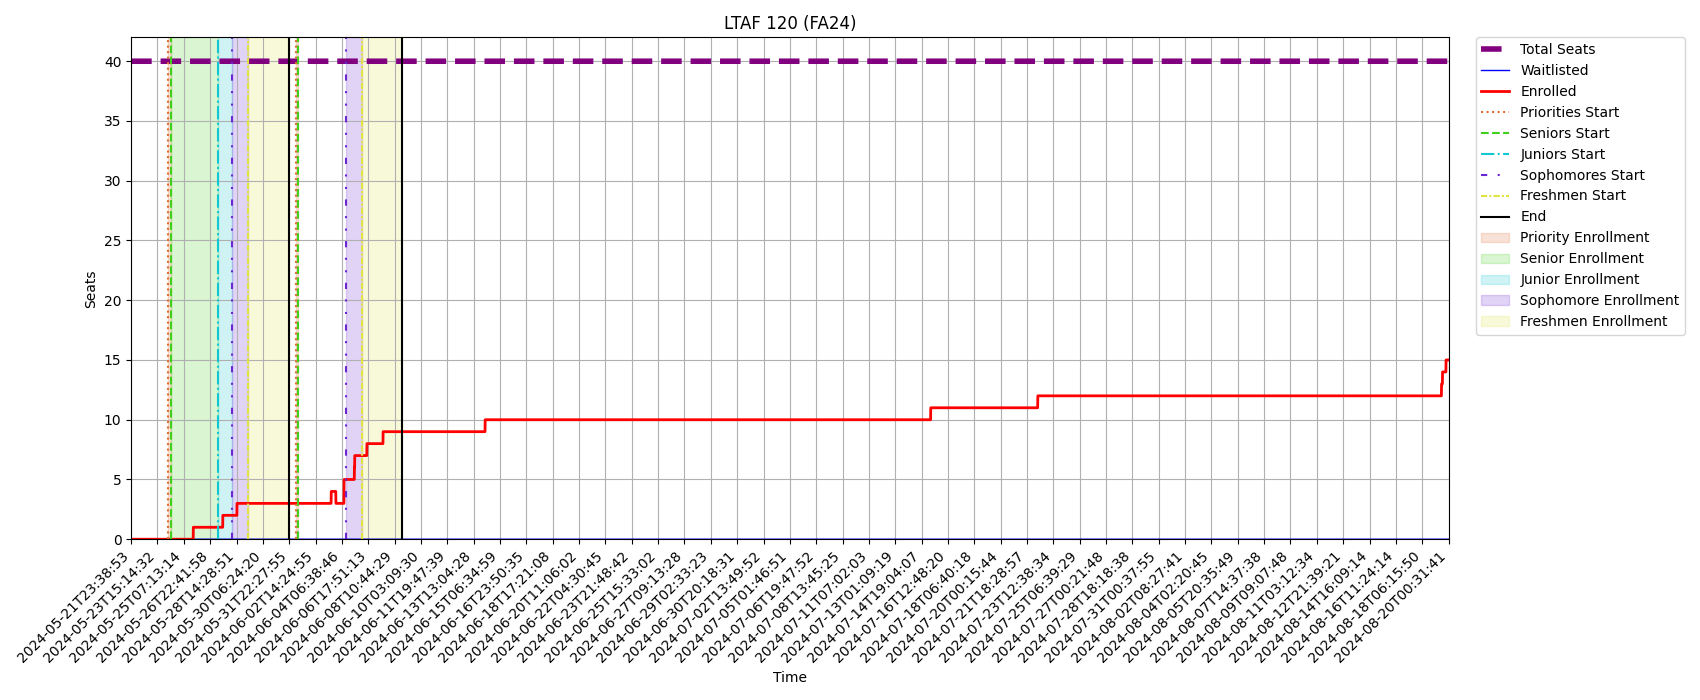 LTAF 120 (FA24)
Seats
40
35
30
25
20
15
10
5
0
2024-05-21T23:38:53
2024-05-23T15:14:32
2024-05-25T07:13:14
2024-05-26T22:41:58
2024-05-28T14:28:51
2024-05-30T06:24:20
2024-05-31T22:27:55
2024-06-02T14:24:55
2024-06-04T06:38:46
2024-06-06T17:51:13
2024-06-08T10:44:29
2024-06-10T03:09:30
2024-06-11T19:47:39
2024-06-13T13:04:28
2024-06-15T06:34:59
2024-06-16T23:50:35
2024-06-18T17:21:08
2024-06-20T11:06:02
2024-06-22T04:30:45
2024-06-23T21:48:42
2024-06-25T15:33:02
2024-06-27T09:13:28
2024-06-29T02:33:23
2024-06-30T20:18:31
2024-07-02T13:49:52
2024-07-05T01:46:51
2024-07-06T19:47:52
2024-07-08T13:45:25
2024-07-11T07:02:03
2024-07-13T01:09:19
2024-07-14T19:04:07
2024-07-16T12:48:20
2024-07-18T06:40:18
2024-07-20T00:15:44
2024-07-21T18:28:57
2024-07-23T12:38:34
2024-07-25T06:39:29
2024-07-27T00:21:48
2024-07-28T18:18:38
2024-07-31T00:37:55
2024-08-02T08:27:41
2024-08-04T02:20:45
2024-08-05T20:35:49
2024-08-07T14:37:38
2024-08-09T09:07:48
2024-08-11T03:12:34
2024-08-12T21:39:21
2024-08-14T16:09:14
2024-08-16T11:24:14
2024-08-18T06:15:50
2024-08-20T00:31:41
Time
Total Seats
Waitlisted
Enrolled
Priorities Start
Seniors Start
Juniors Start
Sophomores Start
Freshmen Start
End
Priority Enrollment
Senior Enrollment
Junior Enrollment
Sophomore Enrollment
Freshmen Enrollment